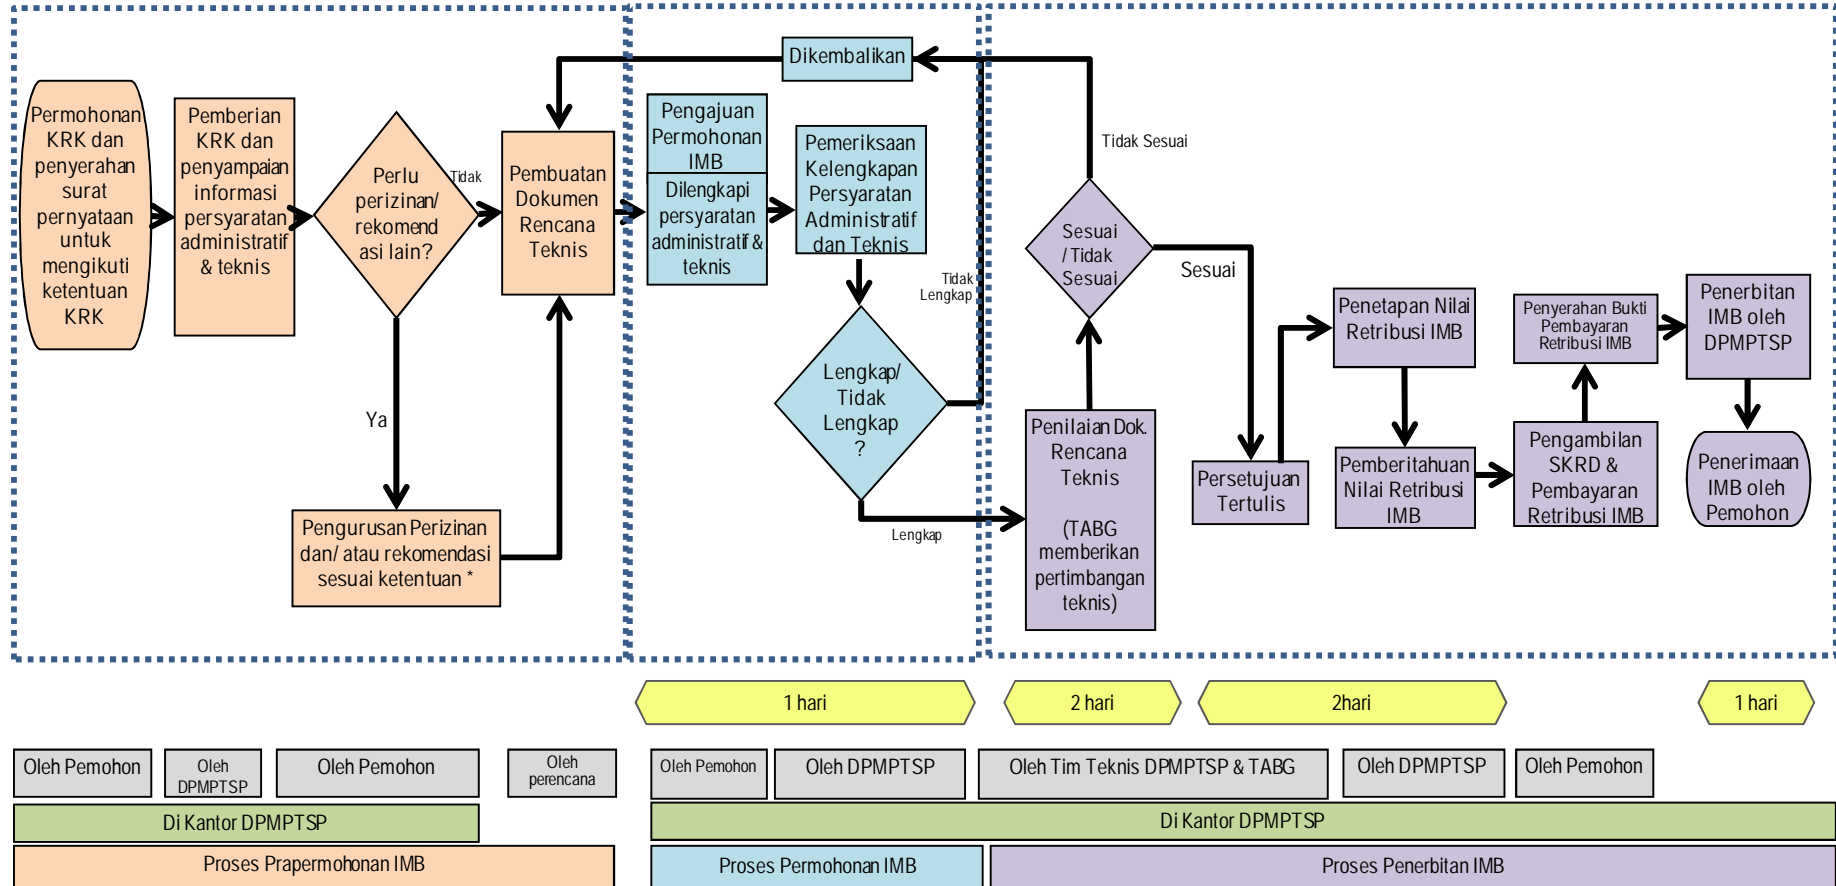 Permohonan
KRK dan
penyerahan
surat
pernyataan
untuk
mengikuti
ketentuan
KRK
Pemberian
KRK dan
penyampaian
informasi
persyaratan
administratif
& teknis
Perlu
perizinan/
rekomend
asi lain?
Tidak
Ya
Pengurusan Perizinan
dan/ atau rekomendasi
sesuai ketentuan *
Pembuatan
Dokumen
Rencana
Teknis
Dikembalikan
Pengajuan
Permohonan
IMB
Dilengkapi
persyaratan
administratif &
teknis
Pemeriksaan
Kelengkapan
Persyaratan
Administratif
dan Teknis
Lengkap/
Tidak
Lengkap
?
Tidak
Lengkap
Lengkap
Penilaian Dok.
Rencana
Teknis
(TABG
memberikan
pertimbangan
teknis)
Sesuai
/ Tidak
Sesuai
Tidak Sesuai
Sesuai
Persetujuan
Tertulis
Penetapan Nilai
Retribusi IMB
Pemberitahuan
Nilai Retribusi
IMB
Pengambilan
SKRD &
Pembayaran
Retribusi IMB
Penyerahan Bukti
Pembayaran
Retribusi IMB
Penerbitan
IMB oleh
DPMPTSP
Penerimaan
IMB oleh
Pemohon
1 hari
2 hari
2hari
1 hari
Oleh Pemohon
Oleh
DPMPTSP
Oleh Pemohon
Oleh
perencana
Oleh Pemohon
Oleh DPMPTSP
Oleh Tim Teknis DPMPTSP & TABG
Oleh DPMPTSP
Oleh Pemohon
Di Kantor DPMPTSP
Di Kantor DPMPTSP
Proses Prapermohonan IMB
Proses Permohonan IMB
Proses Penerbitan IMB